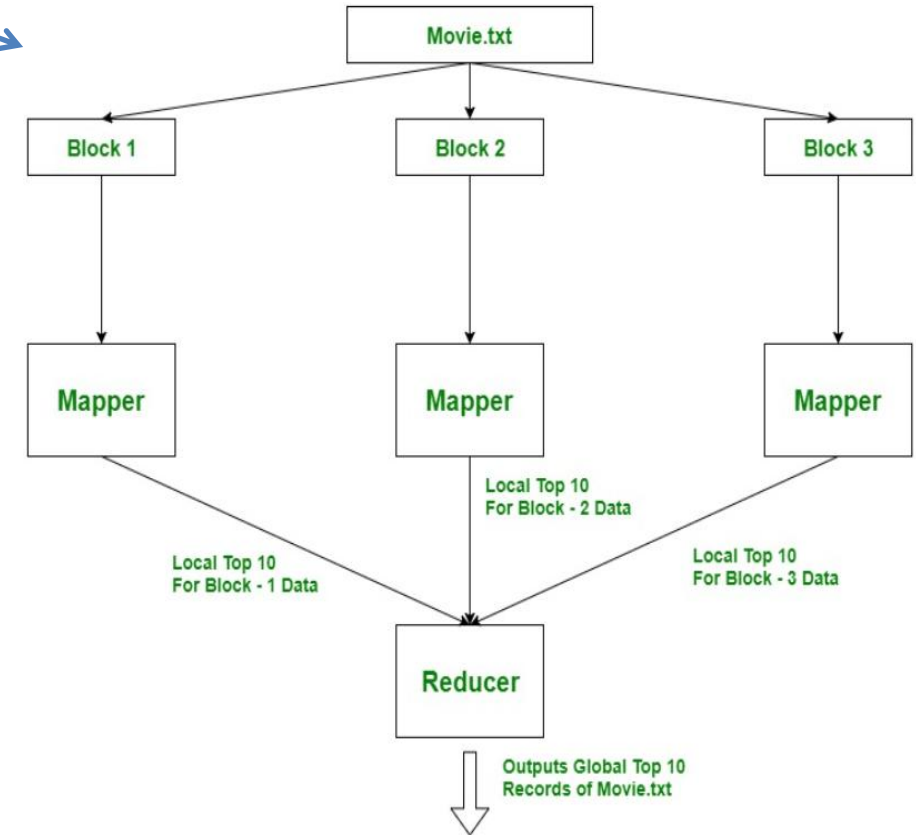 Movie.txt
Block 1
Block 2
Block 3
Mapper
Mapper
Mapper
Local Top 10
For Block - 2 Data
Local Top 10
For Block - 1 Data
Local Top 10
For Block - 3 Data
Reducer
Outputs Global Top 10
Records of Movie.txt